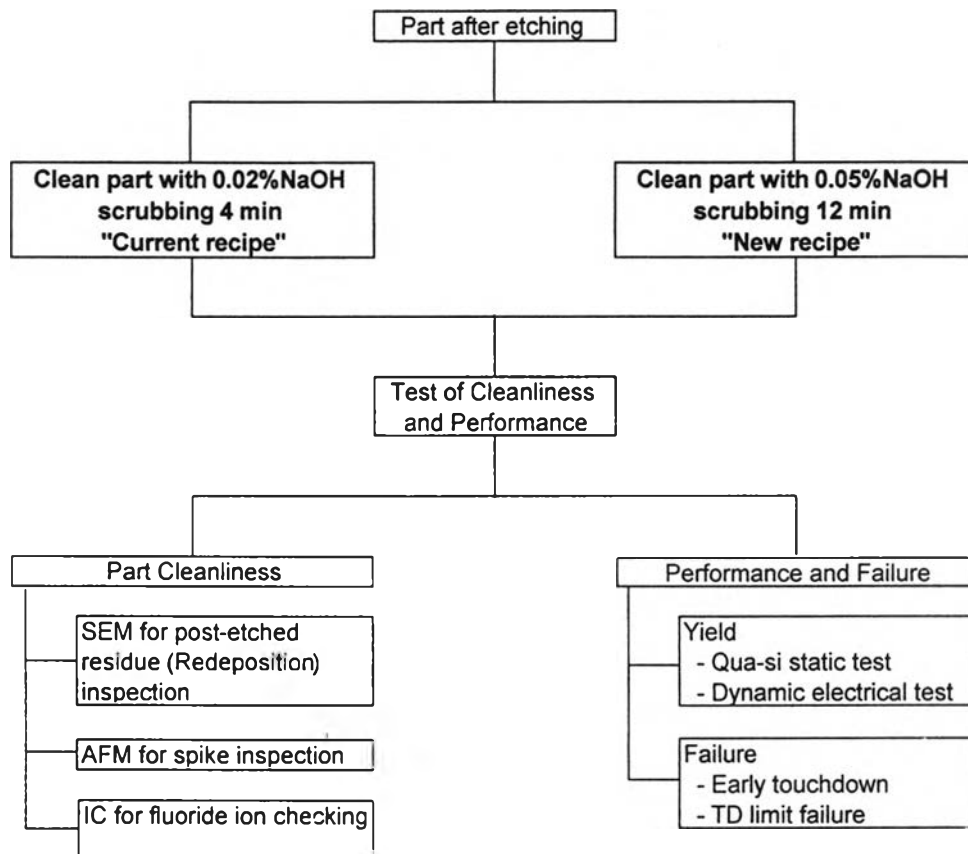 Part after etching
Clean part with 0.02%NaOH
scrubbing 4 min
"Current recipe"
Clean part with 0.05%NaOH
scrubbing 12 min
"New recipe"
Test of Cleanliness
and Performance
Part Cleanliness
SEM for post-etched
residue (Redeposition)
inspection
AFM for spike inspection
IC for fluoride ion checking
Performance and Failure
Yield
- Qua-si static test
- Dynamic electrical test
Failure
- Early touchdown
- TD limit failure